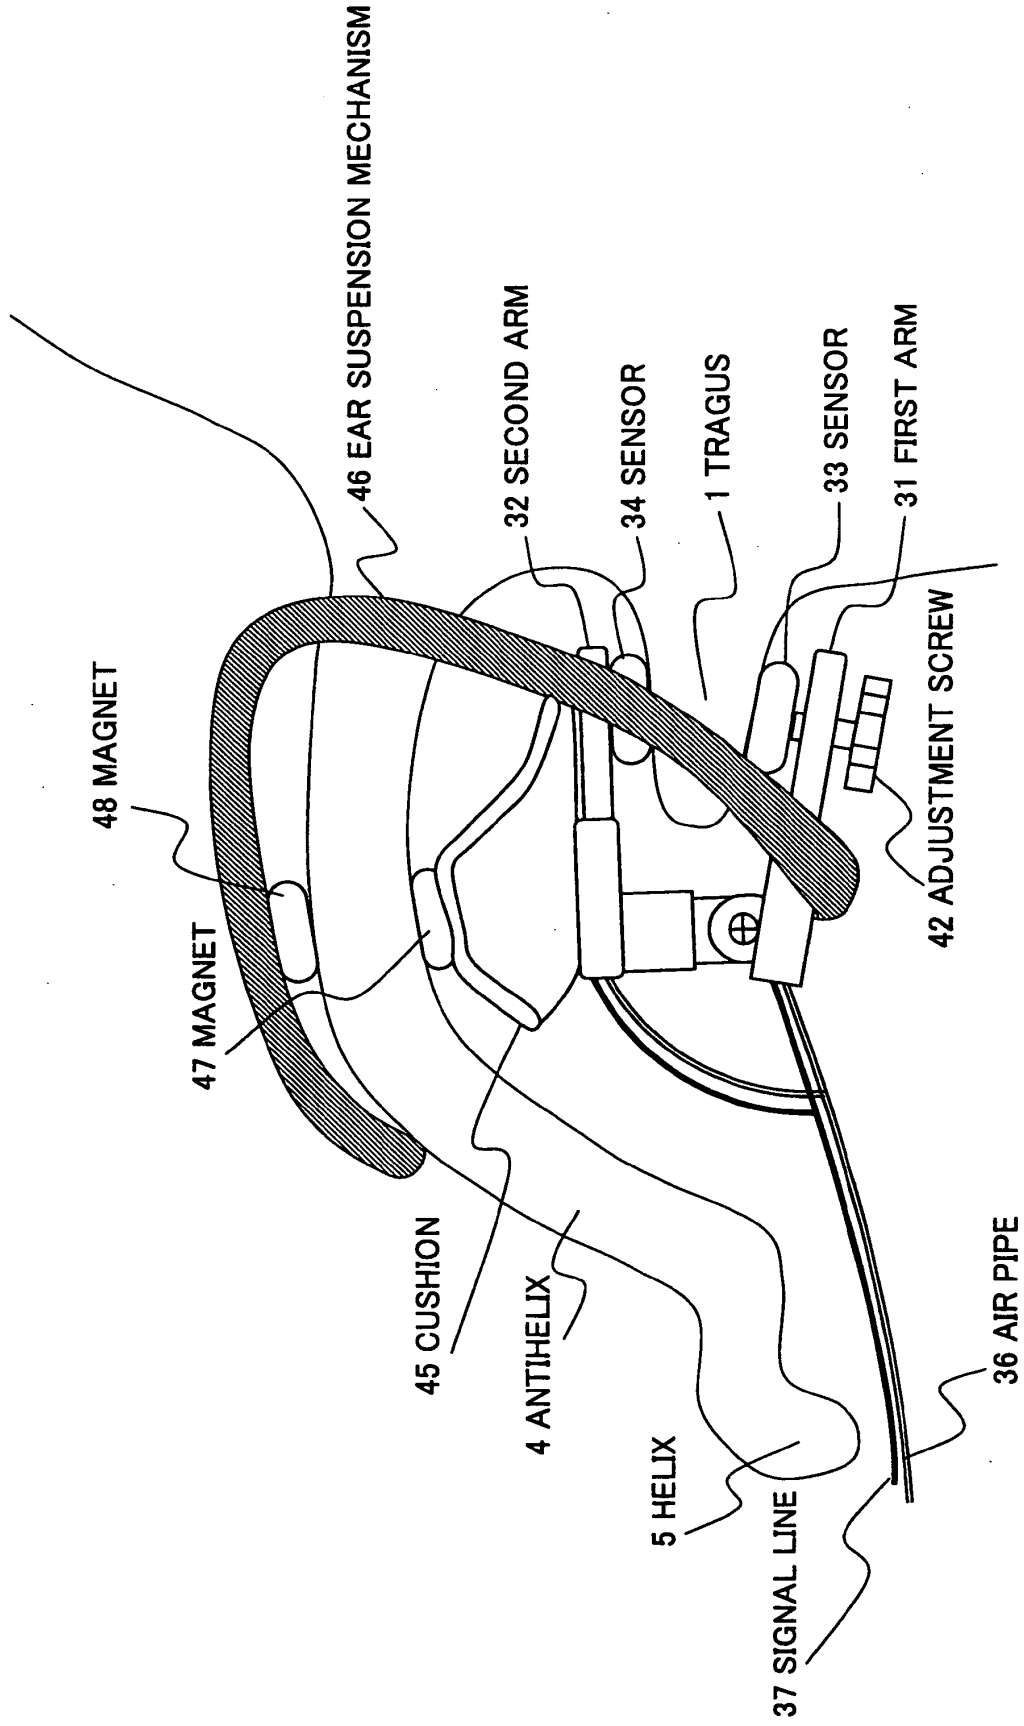 46 EAR SUSPENSION MECHANISM
48 MAGNET
47 MAGNET
32 SECOND ARM
34 SENSOR
1 TRAGUS
33 SENSOR
31 FIRST ARM
42 ADJUSTMENT SCREW
45 CUSHION
4 ANTIHELIX
5 HELIX
37 SIGNAL LINE
36 AIR PIPE